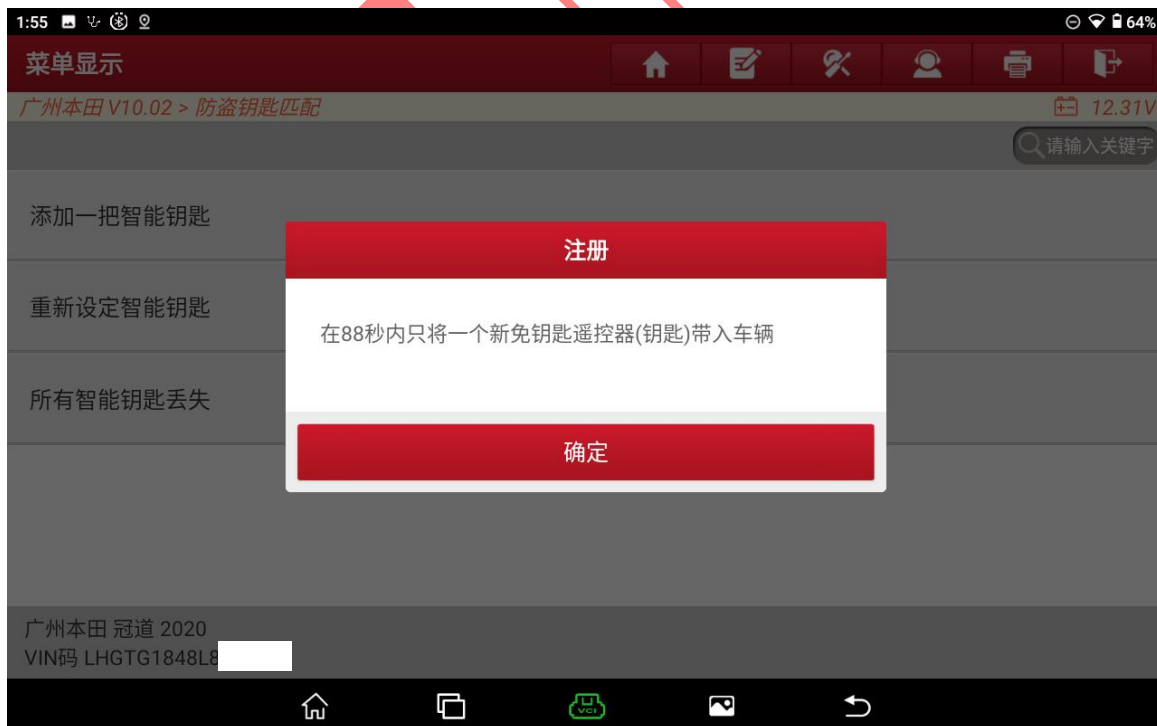 1:55
64%
菜单显示
广州本田 V10.02 > 防盗钥匙匹配
12.31V
请输入关键字
添加一把智能钥匙
重新设定智能钥匙
所有智能钥匙丢失
注册
在88秒内只将一个新免钥匙遥控器(钥匙)带入车辆
确定
广州本田 冠道 2020
VIN码 LHGTG1848L8
VCI